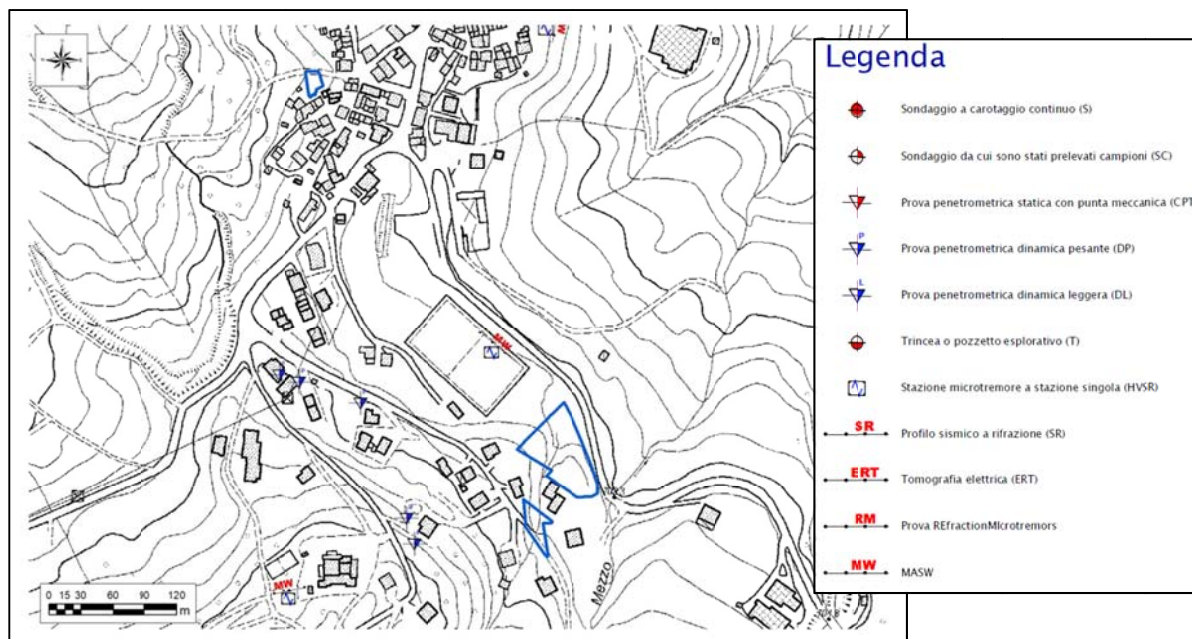 Legenda
Sondaggio a carotaggio continuo (S)
Sondaggio da cui sono stati prelevati campioni (SC)
Prova penetrometrica statica con punta meccanica (CPT
P
Prova penetrometrica dinamica pesante (DP)
L
Prova penetrometrica dinamica leggera (DL)
Trincea o pozzetto esplorativo (T)
Stazione microtremore a stazione singola (HVSR)
SR
Profilo sismico a rifrazione (SR)
ERT
Tomografia elettrica (ERT)
RM
Prova REfractionMIcrotremors
MW
MASW
MW
MW
Mezzo
0 15 30 60 90 120
m